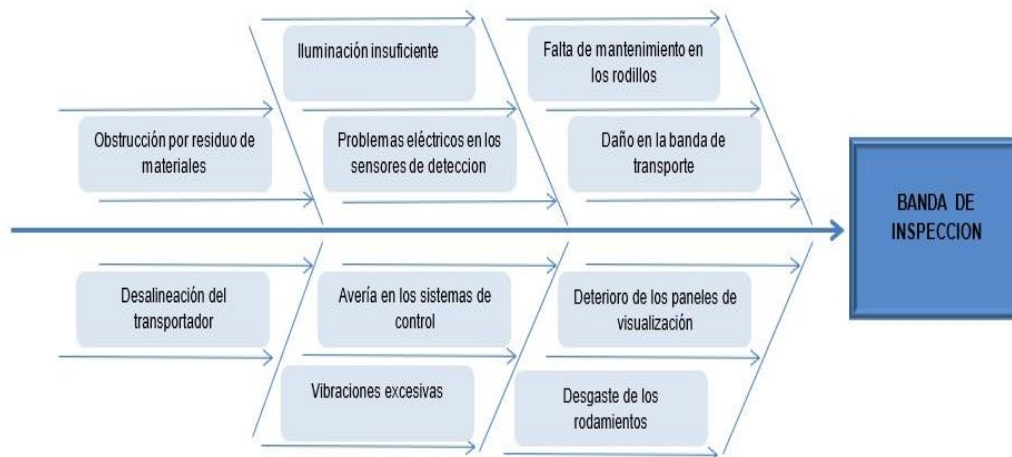 Iluminación insuficiente
Falta de mantenimiento en
los rodillos
Obstrucción por residuo de
materiales
Problemas eléctricos en los
sensores de deteccion
Daño en la banda de
transporte
BANDA DE
INSPECCION
Desalineación del
transportador
Avería en los sistemas de
control
Deterioro de los paneles de
visualización
Vibraciones excesivas
Desgaste de los
rodamientos